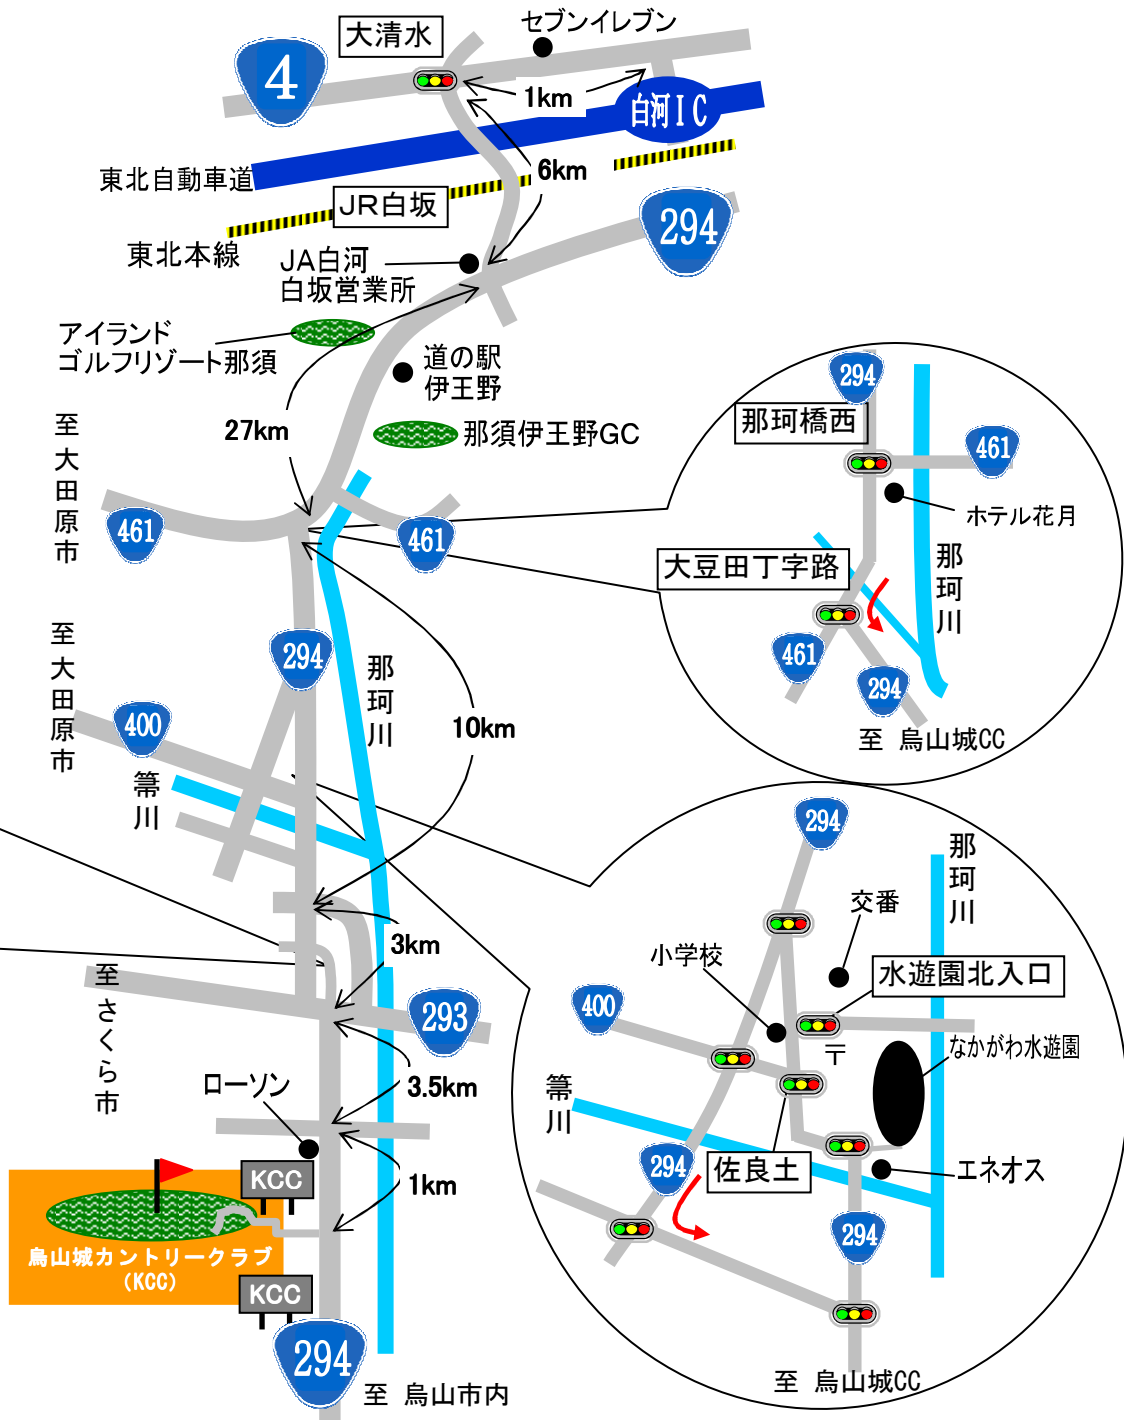 大清水
セブンイレブン
4
1km
白河IC
東北自動車道
6km
JR白坂
294
東北本線
JA白河
白坂営業所
アイランド
ゴルフリゾート那須
道の駅
伊王野
27km
那須伊王野GC
至大田原市
461
461
294
那珂橋西
461
ホテル花月
大豆田丁字路
那珂川
461
294
至 烏山城CC
至大田原市
294
那珂川
400
10km
箒川
294
那珂川
交番
小学校
水遊園北入口
400
〒
なかがわ水遊園
箒川
294
佐良土
エネオス
294
至 烏山城CC
3km
至さくら市
293
3.5km
ローソン
KCC
1km
烏山城カントリークラブ
(KCC)
KCC
294
至 烏山市内